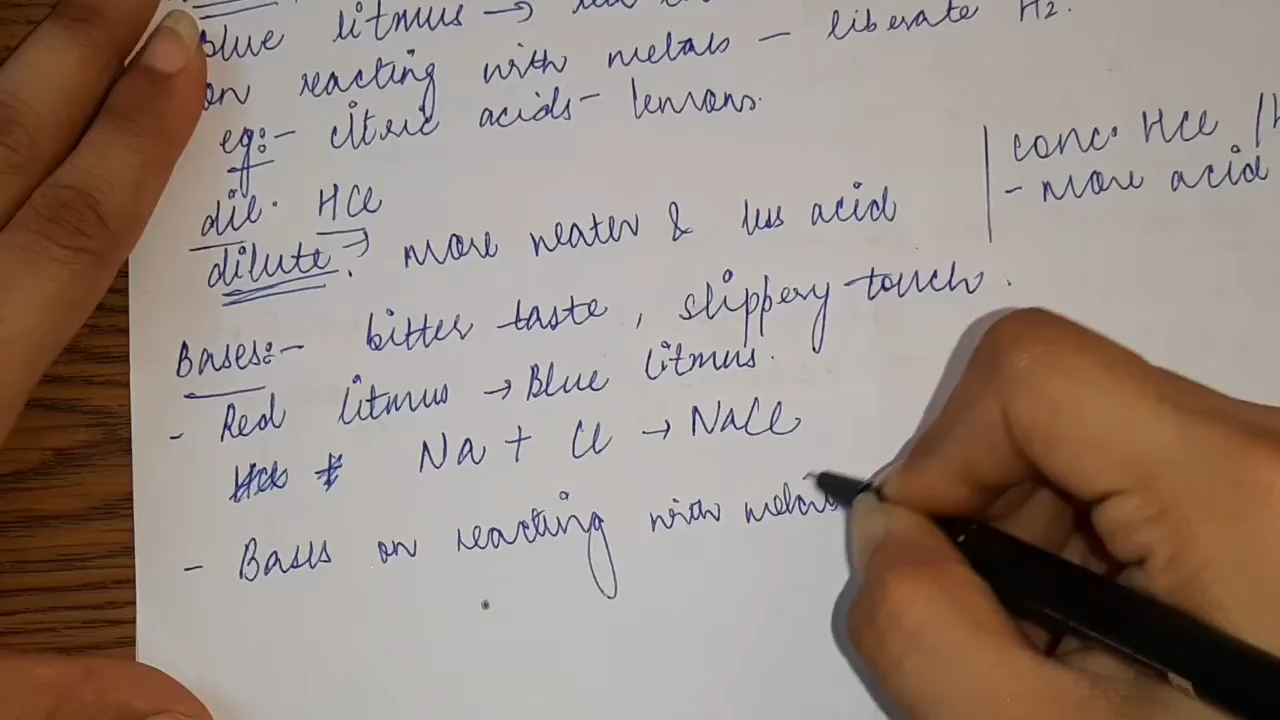 Blue litmus →
on reacting with metals - liberate H2.
eg:- citric acids - lemons.
dil. HCl
dilute → more water & less acid
conc. HCl /
- more acid
Bases:- bitter taste, slippery touch.
- Red litmus → Blue litmus.
Na + Cl → NaCl
- Bases on reacting with